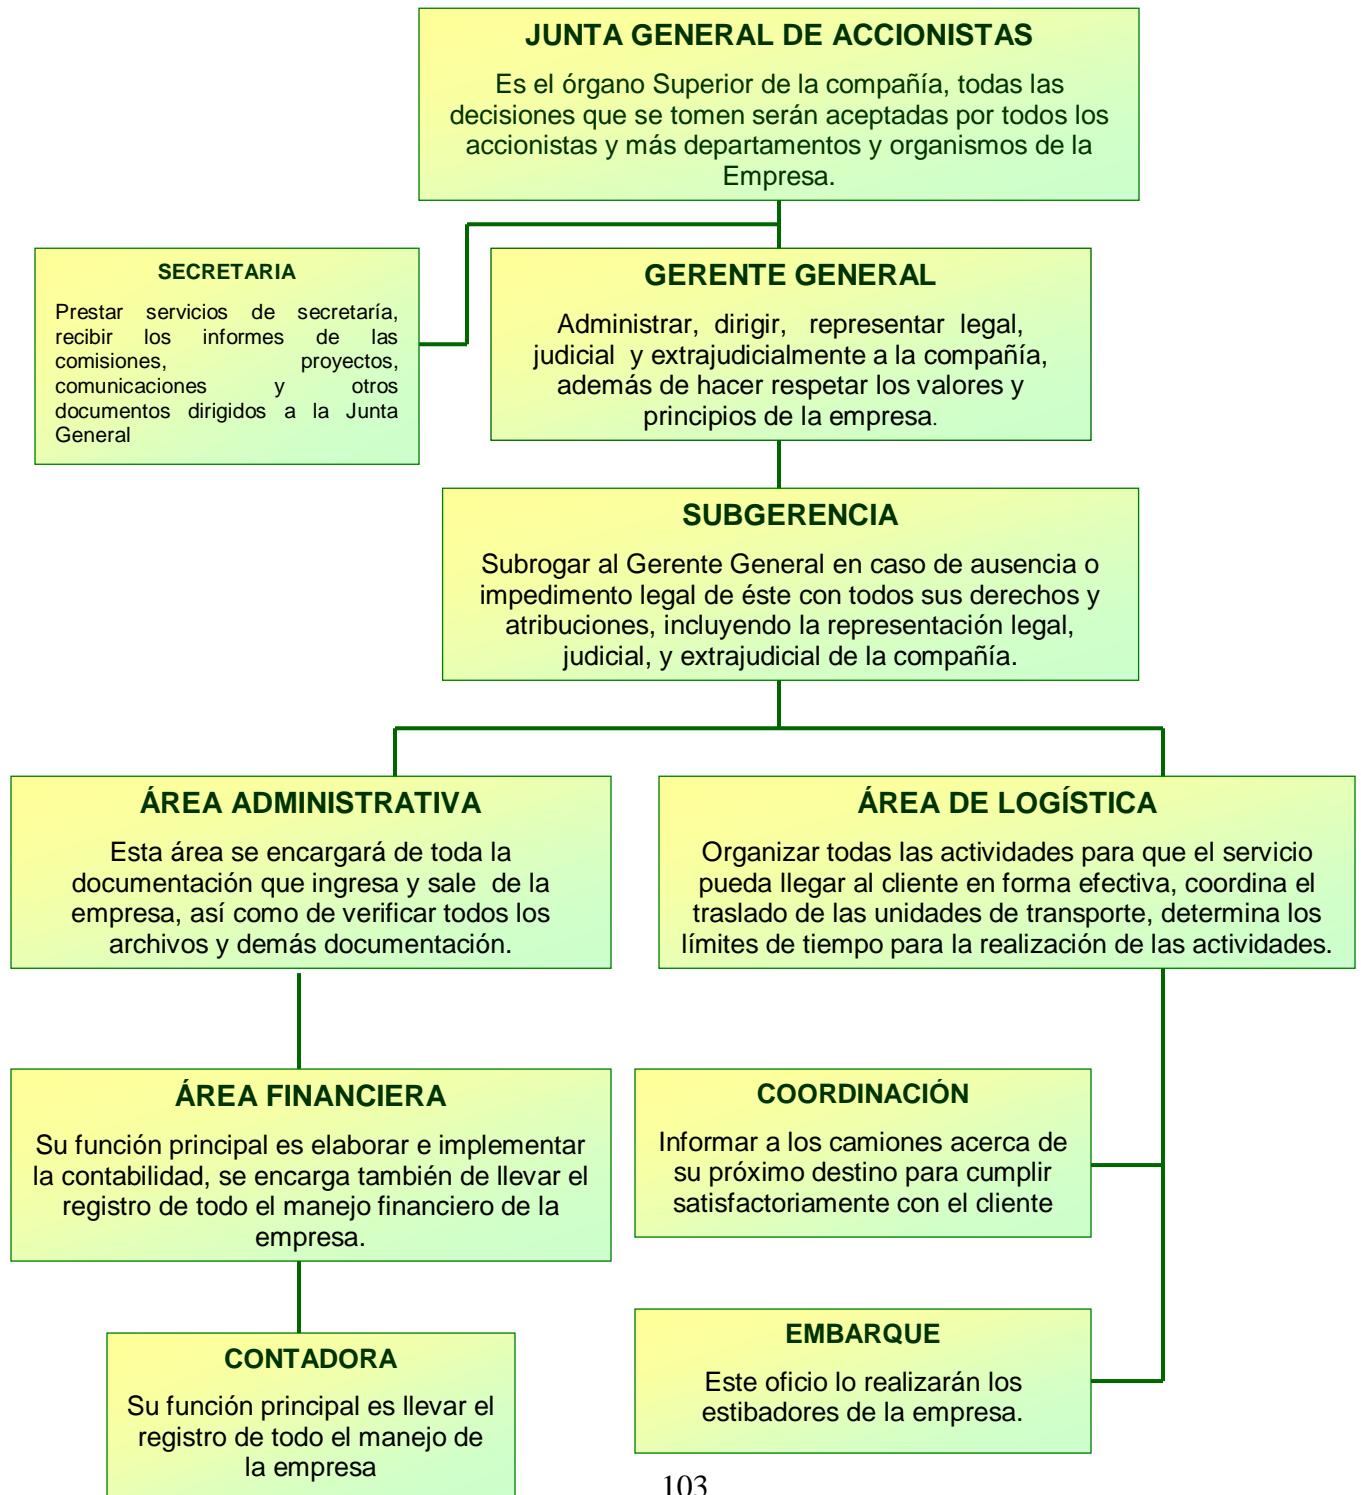 JUNTA GENERAL DE ACCIONISTAS
Es el órgano Superior de la compañía, todas las
decisiones que se tomen serán aceptadas por todos los
accionistas y más departamentos y organismos de la
Empresa.
SECRETARIA
Prestar servicios de secretaría,
recibir los informes de las
comisiones, proyectos,
comunicaciones y otros
documentos dirigidos a la Junta
General
GERENTE GENERAL
Administrar, dirigir, representar legal,
judicial y extrajudicialmente a la compañía,
además de hacer respetar los valores y
principios de la empresa.
SUBGERENCIA
Subrogar al Gerente General en caso de ausencia o
impedimento legal de éste con todos sus derechos y
atribuciones, incluyendo la representación legal,
judicial, y extrajudicial de la compañía.
ÁREA ADMINISTRATIVA
Esta área se encargará de toda la
documentación que ingresa y sale de la
empresa, así como de verificar todos los
archivos y demás documentación.
ÁREA DE LOGÍSTICA
Organizar todas las actividades para que el servicio
pueda llegar al cliente en forma efectiva, coordina el
traslado de las unidades de transporte, determina los
límites de tiempo para la realización de las actividades.
ÁREA FINANCIERA
Su función principal es elaborar e implementar
la contabilidad, se encarga también de llevar el
registro de todo el manejo financiero de la
empresa.
COORDINACIÓN
Informar a los camiones acerca de
su próximo destino para cumplir
satisfactoriamente con el cliente
CONTADORA
Su función principal es llevar el
registro de todo el manejo de
la empresa
EMBARQUE
Este oficio lo realizarán los
estibadores de la empresa.
103